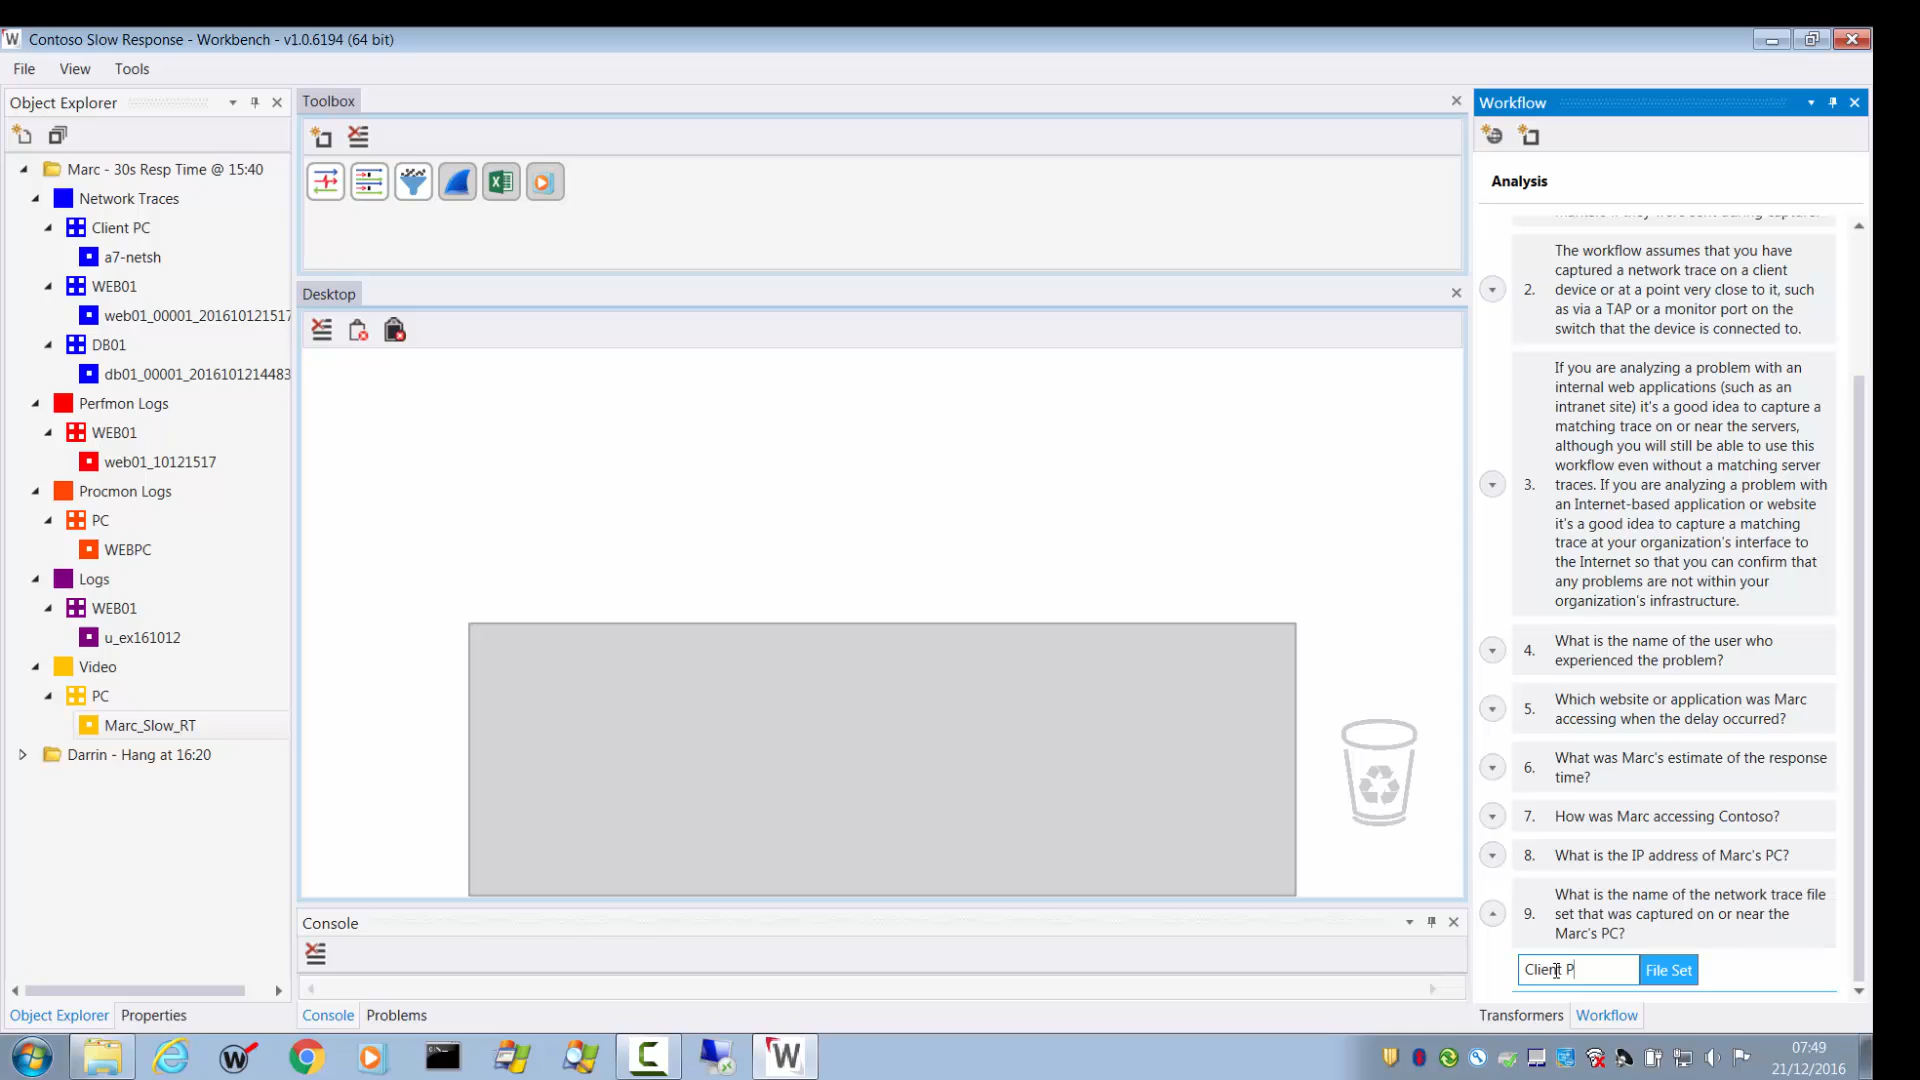 Contoso Slow Response - Workbench - v1.0.6194 (64 bit)
File View Tools
Object Explorer
Marc - 30s Resp Time @ 15:40
Network Traces
Client PC
a7-netsh
WEB01
web01_00001_201610121517
DB01
db01_00001_2016101214483
Perfmon Logs
WEB01
web01_10121517
Procmon Logs
PC
WEBPC
Logs
WEB01
u_ex161012
Video
PC
Marc_Slow_RT
Darrin - Hang at 16:20
Object Explorer Properties
Toolbox
Desktop
Console
Console Problems
Workflow
Analysis
2. The workflow assumes that you have
captured a network trace on a client
device or at a point very close to it, such
as via a TAP or a monitor port on the
switch that the device is connected to.
3. If you are analyzing a problem with an
internal web applications (such as an
intranet site) it's a good idea to capture a
matching trace on or near the servers,
although you will still be able to use this
workflow even without a matching server
traces. If you are analyzing a problem with
an Internet-based application or website
it's a good idea to capture a matching
trace at your organization's interface to
the Internet so that you can confirm that
any problems are not within your
organization's infrastructure.
4. What is the name of the user who
experienced the problem?
5. Which website or application was Marc
accessing when the delay occurred?
6. What was Marc's estimate of the response
time?
7. How was Marc accessing Contoso?
8. What is the IP address of Marc's PC?
9. What is the name of the network trace file
set that was captured on or near the
Marc's PC?
Client P File Set
Transformers Workflow
07:49
21/12/2016